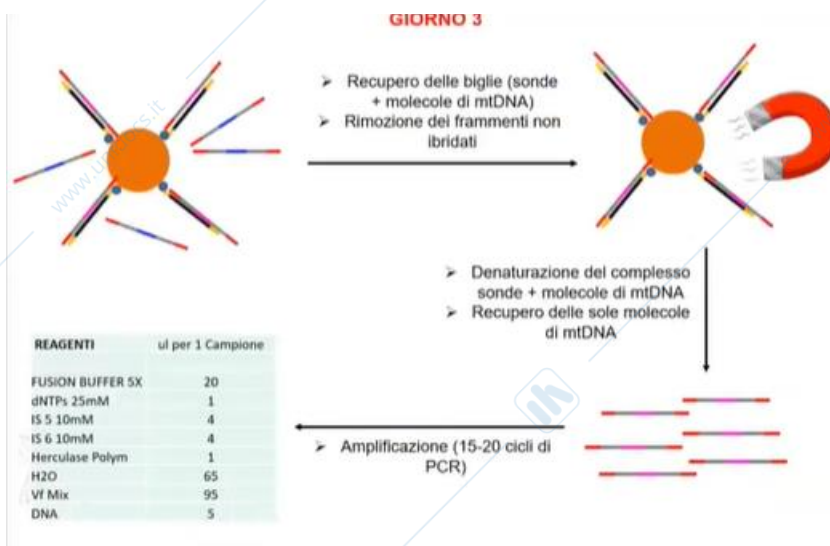 GIORNO 3
➤ Recupero delle biglie (sonde
+ molecole di mtDNA)
➤ Rimozione dei frammenti non
ibridati
➤ Denaturazione del complesso
sonde + molecole di mtDNA
➤ Recupero delle sole molecole
di mtDNA
REAGENTI ul per 1 Campione
FUSION BUFFER 5X 20
dNTPs 25mM 1
IS 5 10mM 4
IS 6 10mM 4
Herculase Polym 1
H2O 65
Vf Mix 95
DNA 5
➤ Amplificazione (15-20 cicli di
PCR)